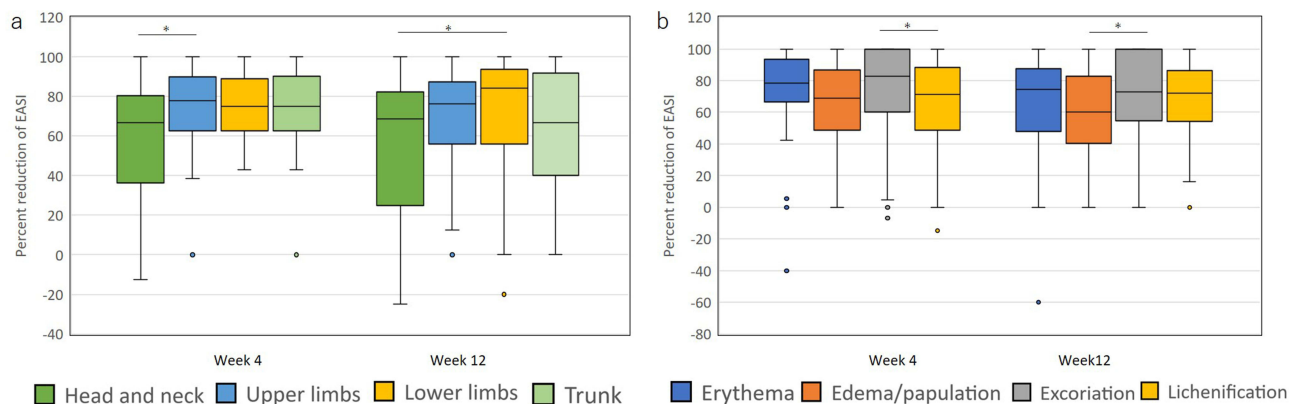 a
Percent reduction of EASI
120
100
80
60
40
20
0
-20
-40
*
*
Week 4
Week 12
Head and neck
Upper limbs
Lower limbs
Trunk
b
Percent reduction of EASI
120
100
80
60
40
20
0
-20
-40
-60
-80
*
*
Week 4
Week12
Erythema
Edema/papulation
Excoriation
Lichenification